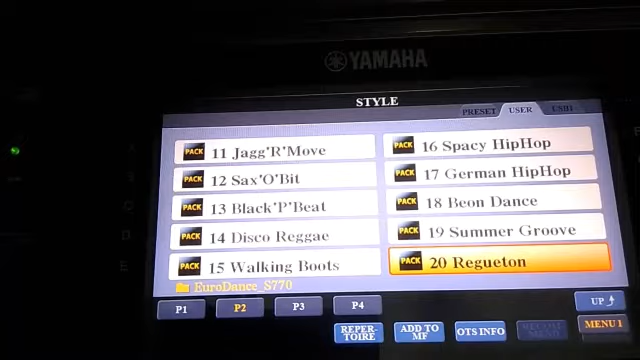 YAMAHA
STYLE
PRESET USER USB1
PACK 11 Jagg'R'Move
PACK 12 Sax'O'Bit
PACK 13 Black'P'Beat
PACK 14 Disco Reggae
PACK 15 Walking Boots
PACK 16 Spacy HipHop
PACK 17 German HipHop
PACK 18 Beon Dance
PACK 19 Summer Groove
PACK 20 Regueton
EuroDance_S770
P1 P2 P3 P4
UP
REPER-
TOIRE
ADD TO
MF
OTS INFO
MENU 1